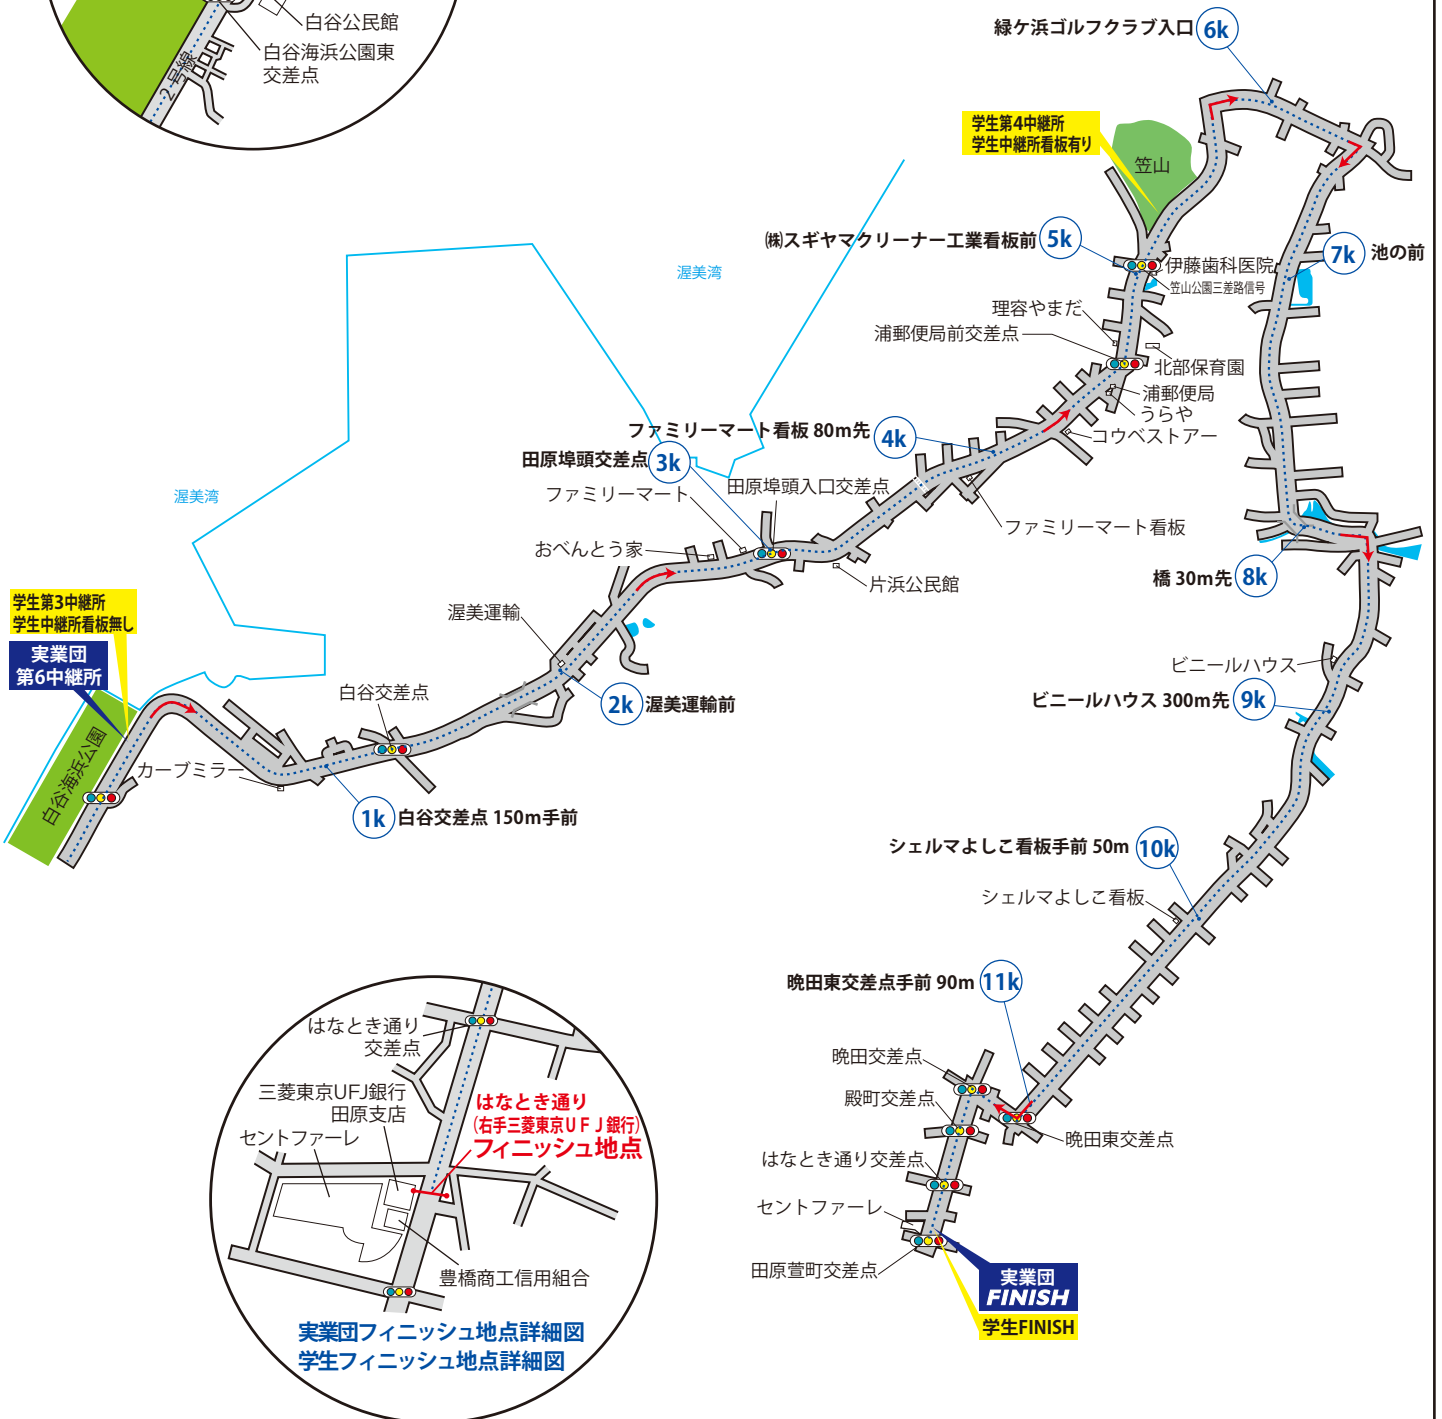 白谷公民館
白谷海浜公園東
交差点
2号線
緑ケ浜ゴルフクラブ入口
6k
学生第4中継所
学生中継所看板有り
笠山
㈱スギヤマクリーナー工業看板前
5k
伊藤歯科医院
笠山公園三差路信号
7k
池の前
渥美湾
理容やまだ
浦郵便局前交差点
北部保育園
浦郵便局
うらや
コウベストアー
ファミリーマート看板 80m先
4k
田原埠頭交差点
3k
ファミリーマート
田原埠頭入口交差点
渥美湾
ファミリーマート看板
おべんとう家
片浜公民館
橋 30m先
8k
学生第3中継所
学生中継所看板無し
実業団
第6中継所
渥美運輸
白谷交差点
2k
渥美運輸前
ビニールハウス
ビニールハウス 300m先
9k
白谷海浜公園
カーブミラー
1k
白谷交差点 150m手前
シェルマよしこ看板手前 50m
10k
シェルマよしこ看板
晩田東交差点手前 90m
11k
晩田交差点
殿町交差点
晩田東交差点
はなとき通り交差点
セントファーレ
田原萱町交差点
実業団
FINISH
学生FINISH
はなとき通り
交差点
三菱東京UFJ銀行
田原支店
セントファーレ
はなとき通り
(右手三菱東京UFJ銀行)
フィニッシュ地点
豊橋商工信用組合
実業団フィニッシュ地点詳細図
学生フィニッシュ地点詳細図